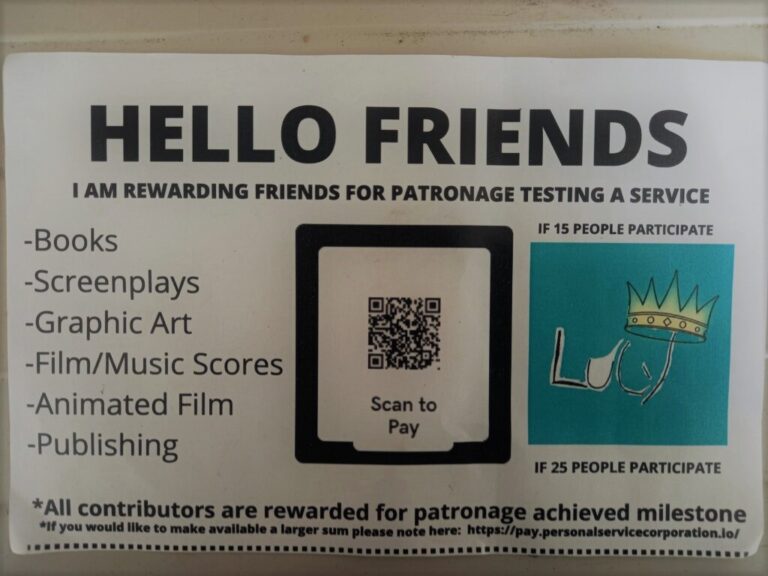 HELLO FRIENDS
I AM REWARDING FRIENDS FOR PATRONAGE TESTING A SERVICE
-Books
-Screenplays
-Graphic Art
-Film/Music Scores
-Animated Film
-Publishing
Scan to
Pay
IF 15 PEOPLE PARTICIPATE
LUCJ
IF 25 PEOPLE PARTICIPATE
*All contributors are rewarded for patronage achieved milestone
*If you would like to make available a larger sum please note here: https://pay.personalservicecorporation.io/